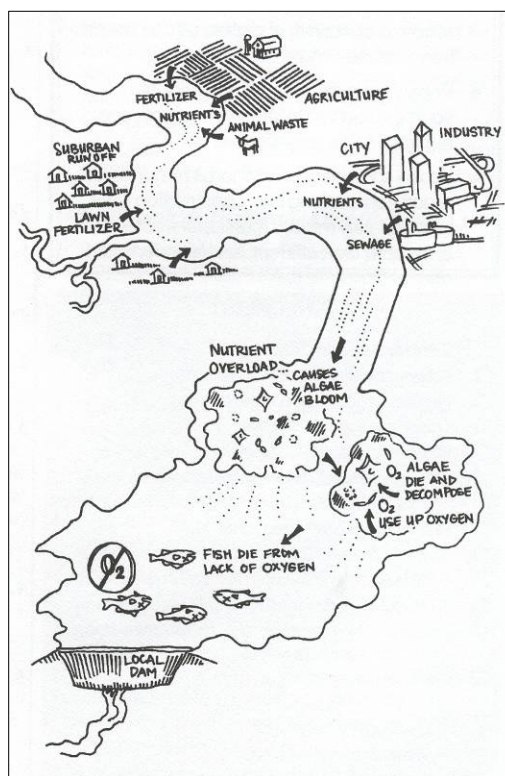 FERTILIZER
NUTRIENTS
ANIMAL WASTE
AGRICULTURE
SUBURBAN
RUNOFF
LAWN
FERTILIZER
CITY
INDUSTRY
NUTRIENTS
SEWAGE
NUTRIENT
OVERLOAD
CAUSES
ALGAE
BLOOM
O2
ALGAE
DIE AND
DECOMPOSE
O2
USE UP OXYGEN
O2
FISH DIE FROM
LACK OF OXYGEN
LOCAL
DAM